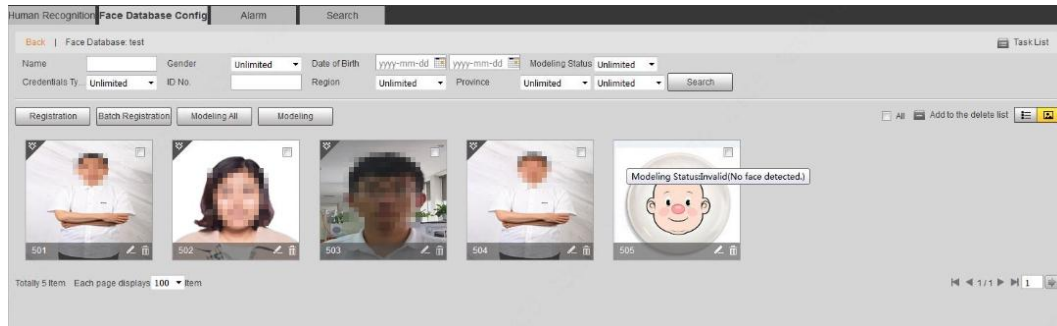 Human Recognition Face Database Config Alarm Search
Back | Face Database: test Task List
Name Gender Unlimited Date of Birth yyyy-mm-dd yyyy-mm-dd Modeling Status Unlimited
Credentials Ty... Unlimited ID No. Region Unlimited Province Unlimited Unlimited Search
Registration Batch Registration Modeling All Modeling All Add to the delete list
Modeling Status:Invalid(No face detected.)
501 502 503 504 505
Totally 5 Item Each page displays 100 Item 1/1 1